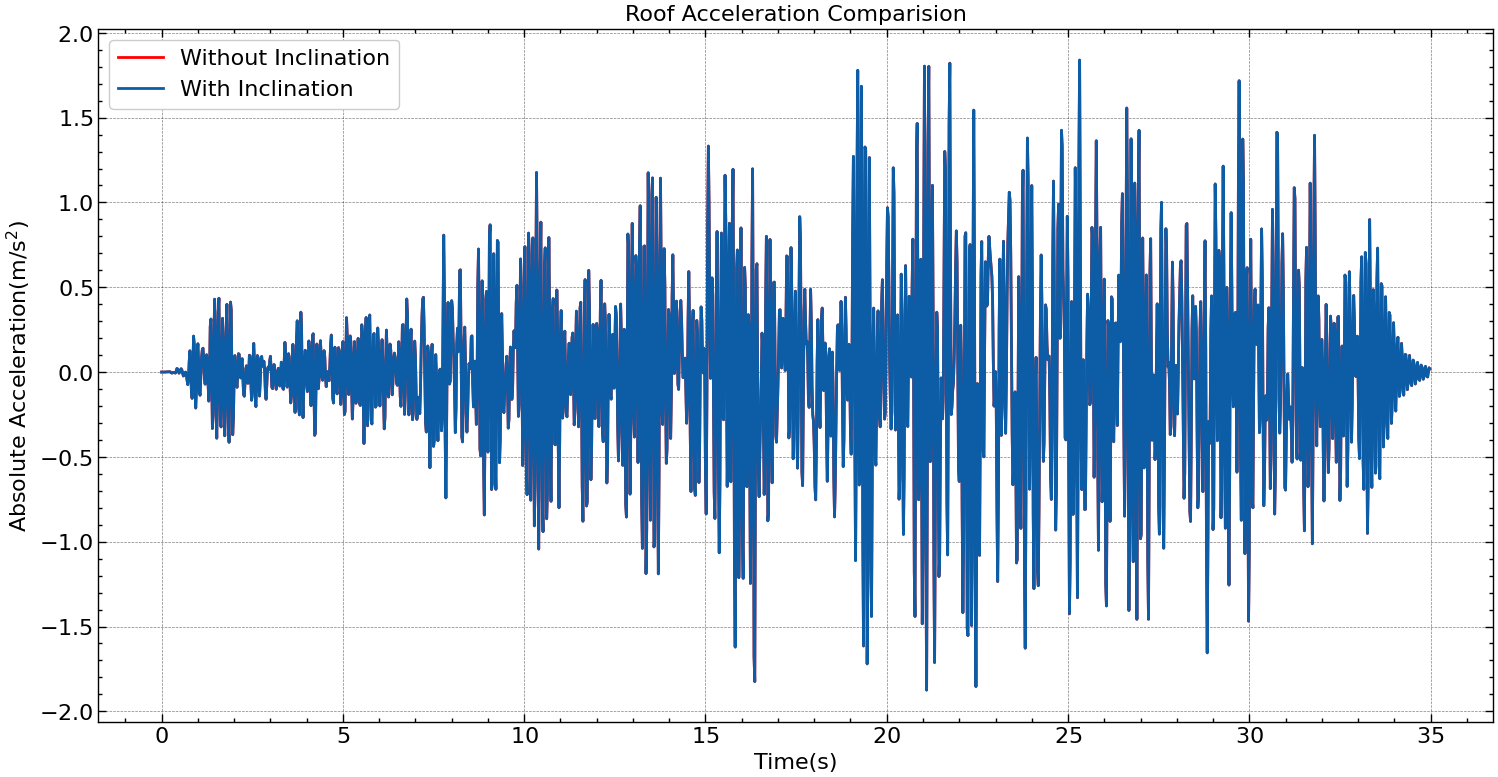 Roof Acceleration Comparision
Without Inclination
With Inclination
Absolute Acceleration(m/s²)
2.0
1.5
1.0
0.5
0.0
−0.5
−1.0
−1.5
−2.0
0 5 10 15 20 25 30 35
Time(s)